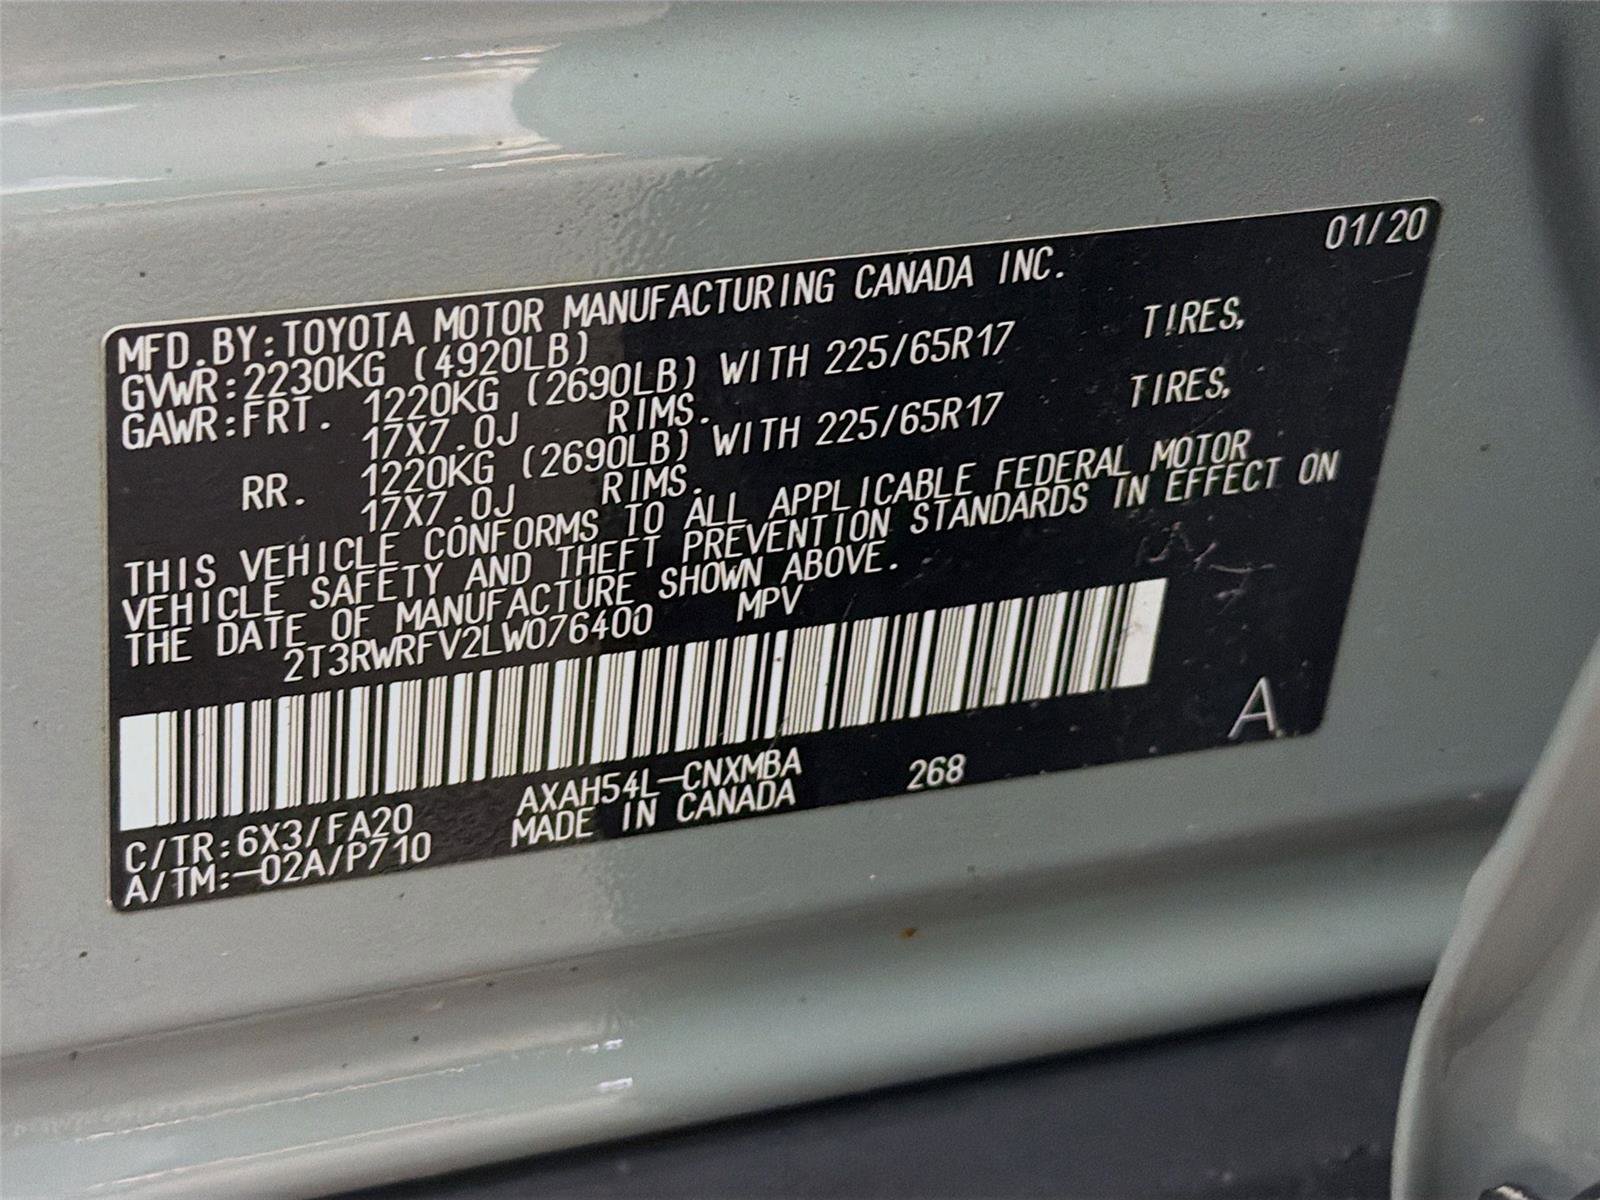 01/20
MFD.BY:TOYOTA MOTOR MANUFACTURING CANADA INC.
GVWR:2230KG (4920LB)
GAWR:FRT. 1220KG (2690LB) WITH 225/65R17 TIRES,
17X7.0J RIMS.
RR. 1220KG (2690LB) WITH 225/65R17 TIRES,
17X7.0J RIMS.
THIS VEHICLE CONFORMS TO ALL APPLICABLE FEDERAL MOTOR
VEHICLE SAFETY AND THEFT PREVENTION STANDARDS IN EFFECT ON
THE DATE OF MANUFACTURE SHOWN ABOVE.
2T3RWRFV2LW076400 MPV
A
C/TR:6X3/FA20 AXAH54L-CNXMBA 268
A/TM:-02A/P710 MADE IN CANADA